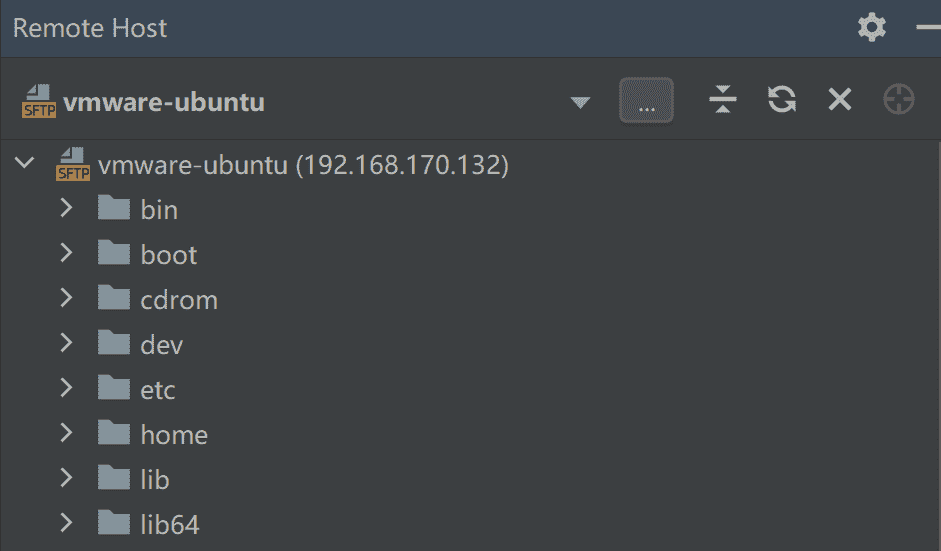 Remote Host
SFTP vmware-ubuntu ...
SFTP vmware-ubuntu (192.168.170.132)
bin
boot
cdrom
dev
etc
home
lib
lib64